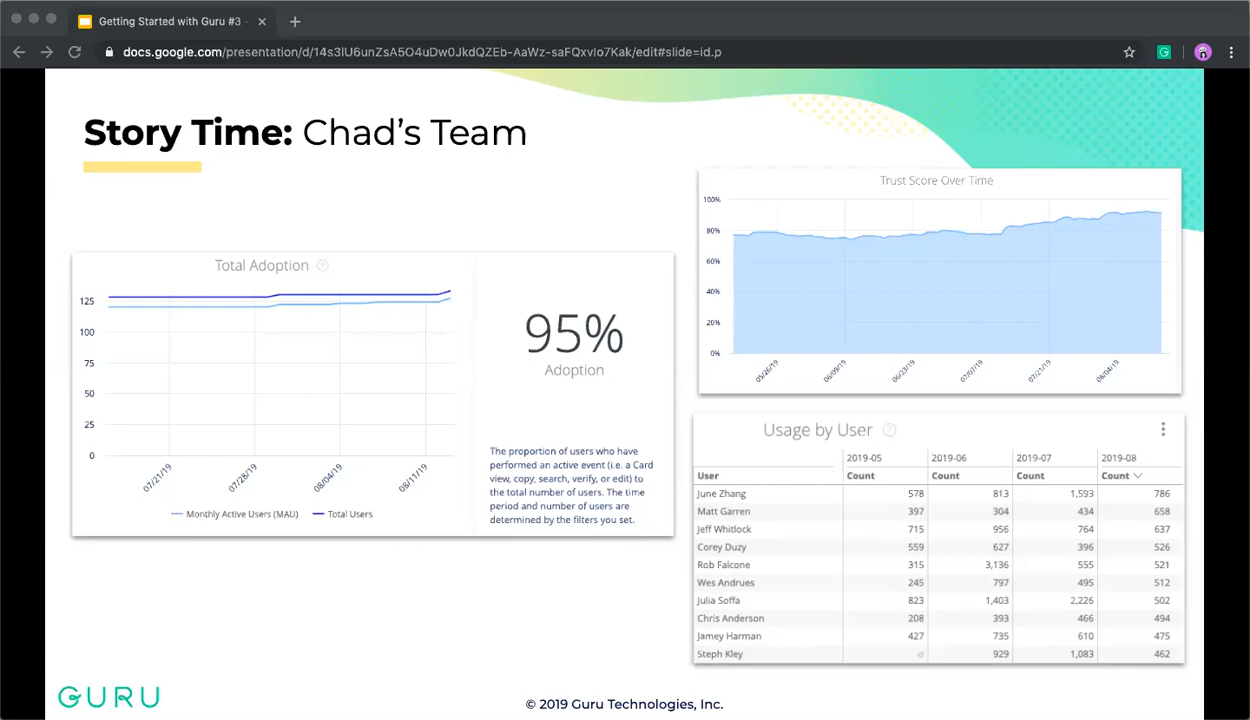 Getting Started with Guru #3 -
docs.google.com/presentation/d/14s3lU6unZsA5O4uDw0JkdQZEb-AaWz-saFQxvlo7Kak/edit#slide=id.p
Story Time: Chad's Team
Total Adoption ?
125
100
75
50
25
0
07/21/19
07/28/19
08/04/19
08/11/19
Monthly Active Users (MAU) Total Users
95%
Adoption
The proportion of users who have
performed an active event (i.e. a Card
view, copy, search, verify, or edit) to
the total number of users. The time
period and number of users are
determined by the filters you set.
Trust Score Over Time
100%
80%
60%
40%
20%
0%
05/26/19
06/09/19
06/23/19
07/07/19
07/21/19
08/04/19
Usage by User ?
2019-05 2019-06 2019-07 2019-08
User Count Count Count Count
June Zhang 578 813 1,593 786
Matt Garren 397 304 434 658
Jeff Whitlock 715 956 764 637
Corey Duzy 559 627 396 526
Rob Falcone 315 3,136 555 521
Wes Andrues 245 797 495 512
Julia Soffa 823 1,403 2,226 502
Chris Anderson 208 393 466 494
Jamey Harman 427 735 610 475
Steph Kley ∅ 929 1,083 462
GURU
© 2019 Guru Technologies, Inc.